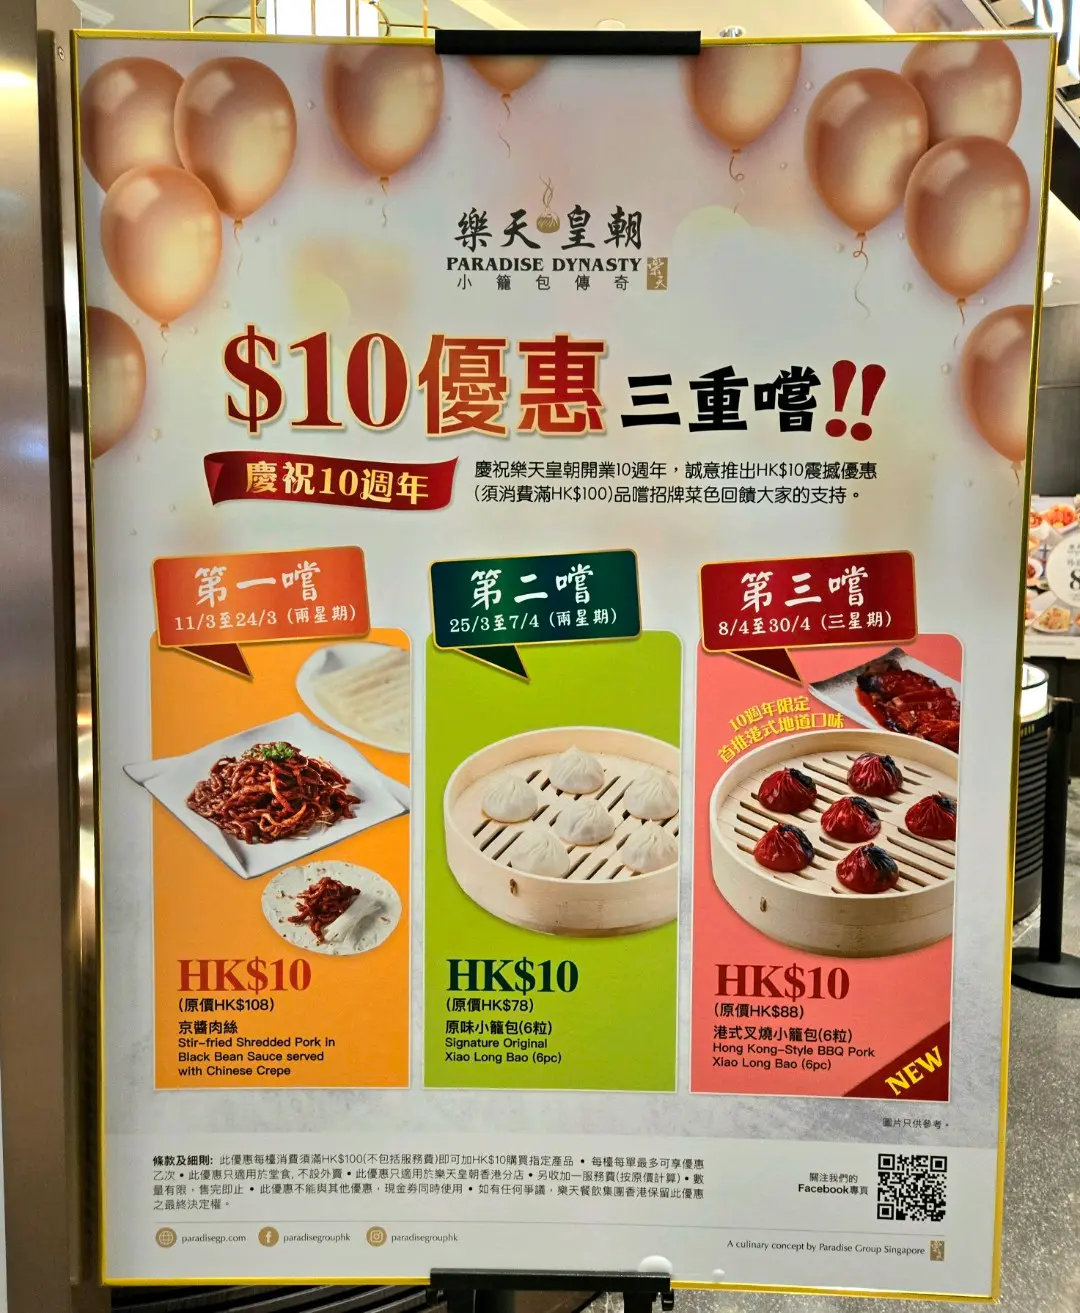 樂天皇朝
PARADISE DYNASTY
小籠包傳奇
樂天
$10優惠 三重嚐!!
慶祝10週年
慶祝樂天皇朝開業10週年，誠意推出HK$10震撼優惠
(須消費滿HK$100)品嚐招牌菜色回饋大家的支持。
第一嚐
11/3至24/3 (兩星期)
HK$10
(原價HK$108)
京醬肉絲
Stir-fried Shredded Pork in
Black Bean Sauce served
with Chinese Crepe
第二嚐
25/3至7/4 (兩星期)
HK$10
(原價HK$78)
原味小籠包(6粒)
Signature Original
Xiao Long Bao (6pc)
第三嚐
8/4至30/4 (三星期)
10週年限定
首推港式地道口味
HK$10
(原價HK$88)
港式叉燒小籠包(6粒)
Hong Kong-Style BBQ Pork
Xiao Long Bao (6pc)
NEW
圖片只供參考。
條款及細則: 此優惠每檯消費須滿HK$100(不包括服務費)即可加HK$10購買指定產品 • 每檯每單最多可享優惠
乙次 • 此優惠只適用於堂食, 不設外賣 • 此優惠只適用於樂天皇朝香港分店 • 另收加一服務費(按原價計算) • 數
量有限，售完即止 • 此優惠不能與其他優惠、現金券同時使用 • 如有任何爭議，樂天餐飲集團香港保留此優惠
之最終決定權。
關注我們的
Facebook專頁
paradisegp.com
paradisegrouphk
paradisegrouphk
A culinary concept by Paradise Group Singapore